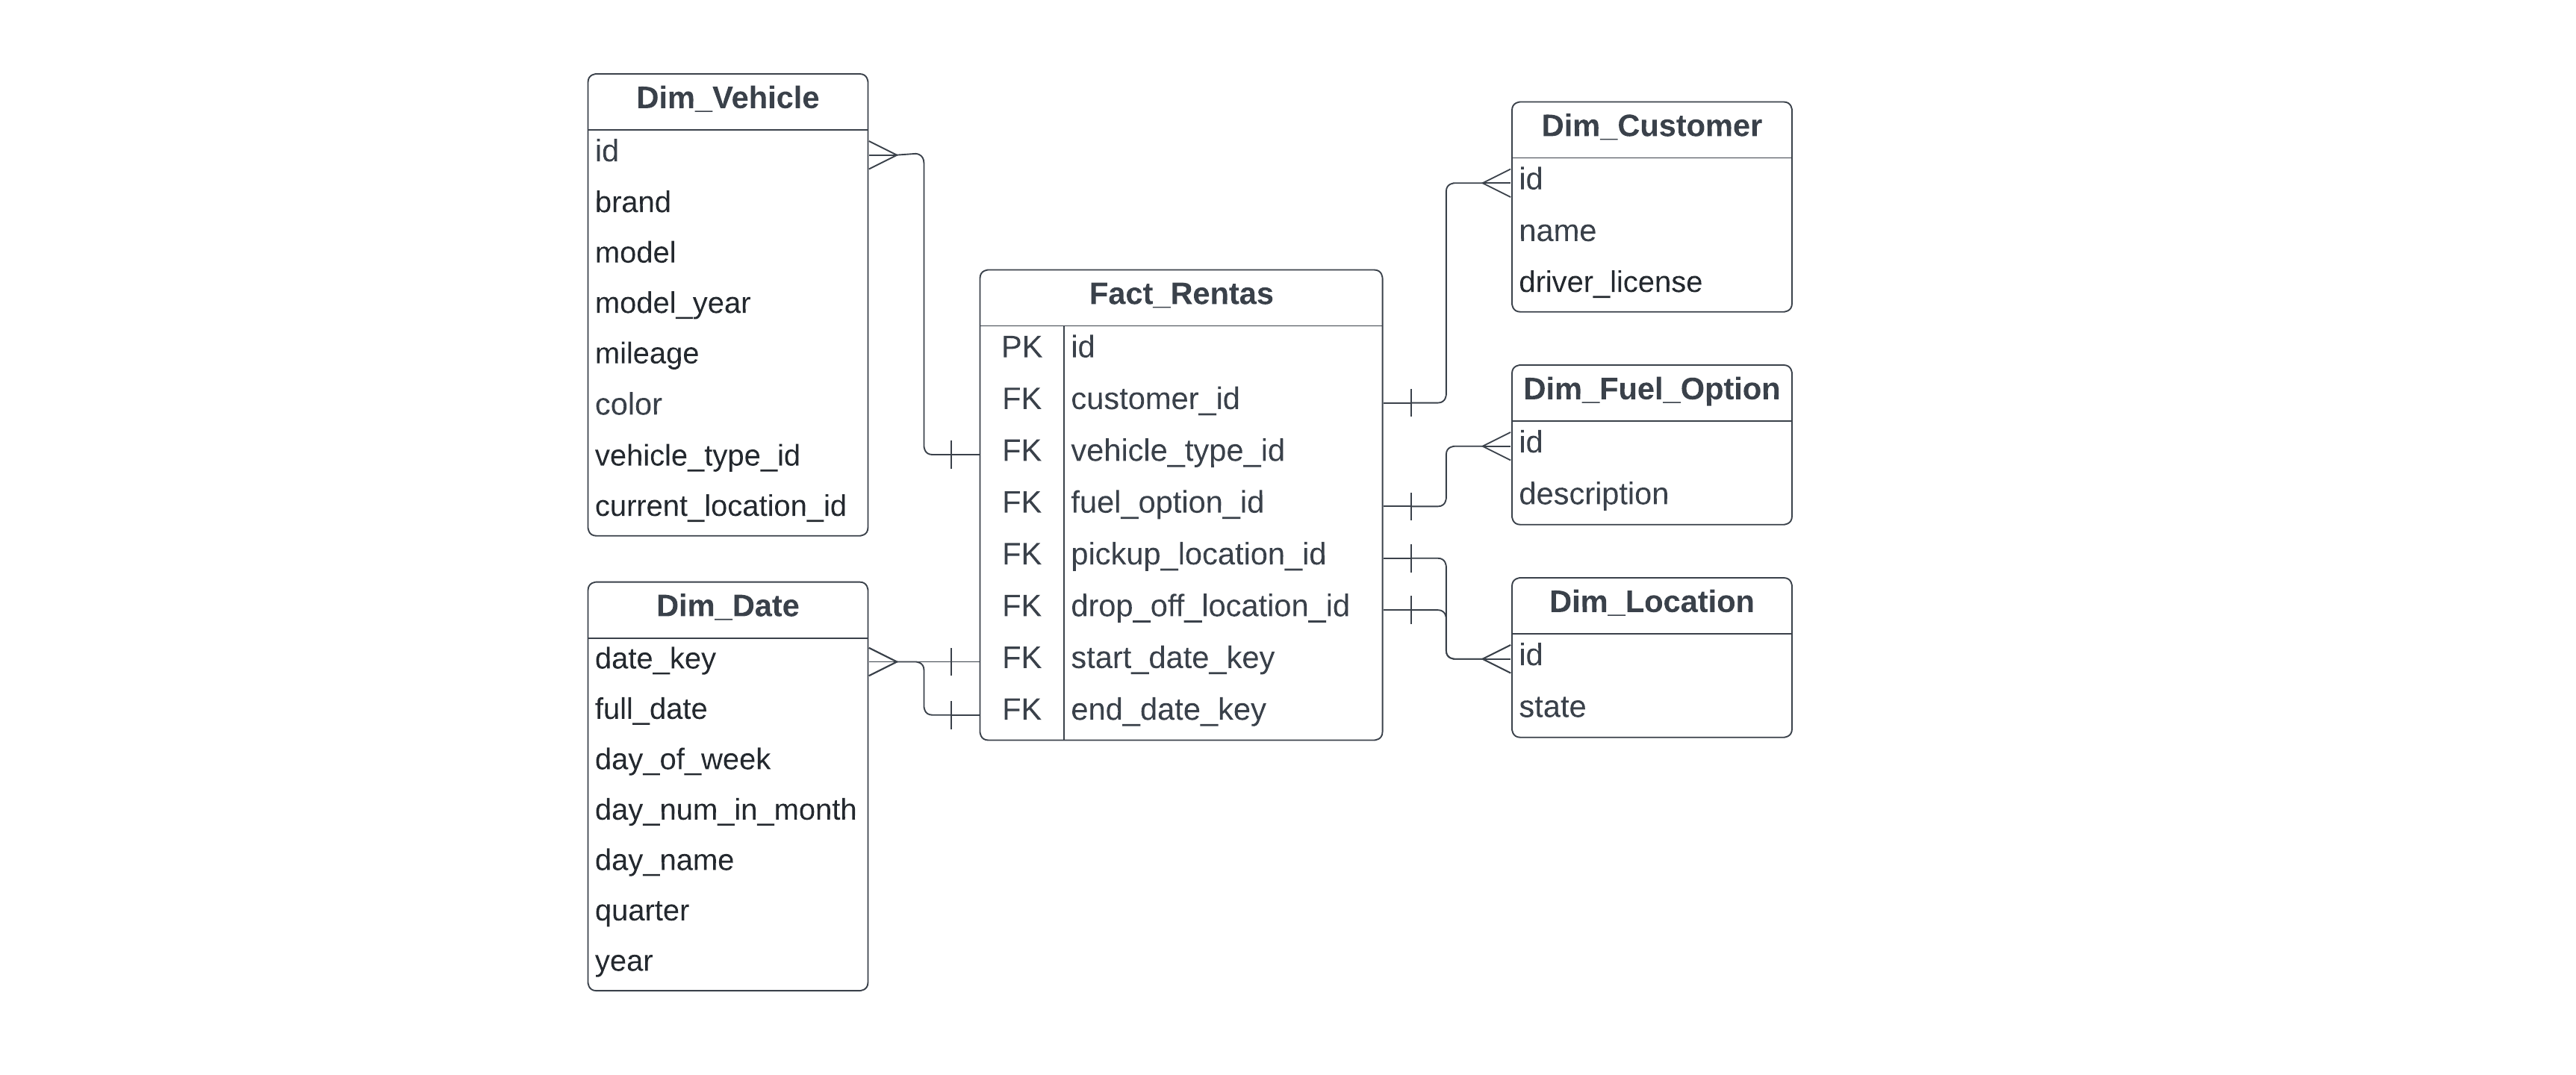 Dim_Vehicle
id
brand
model
model_year
mileage
color
vehicle_type_id
current_location_id
Dim_Date
date_key
full_date
day_of_week
day_num_in_month
day_name
quarter
year
Fact_Rentas
PK id
FK customer_id
FK vehicle_type_id
FK fuel_option_id
FK pickup_location_id
FK drop_off_location_id
FK start_date_key
FK end_date_key
Dim_Customer
id
name
driver_license
Dim_Fuel_Option
id
description
Dim_Location
id
state